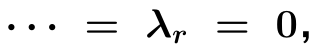 ⋯ = λ_r = 0,